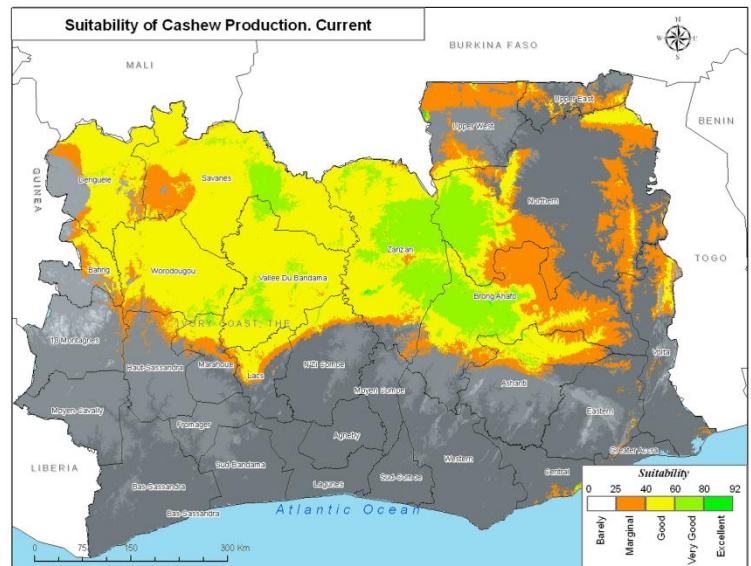 Suitability of Cashew Production. Current
N
W E
S
BURKINA FASO
MALI
BENIN
GUINEA
TOGO
LIBERIA
IVORY COAST, THE
Upper East
Upper West
Northern
Denguele
Savanes
Zanzan
Bafing
Worodougou
Vallee Du Bandama
Brong Ahafo
18 Montagnes
Haut-Sassandra
Marahoue
Lacs
N'Zi Comoe
Moyen Comoe
Ashanti
Volta
Moyen-Cavally
Fromager
Eastern
Agneby
Western
Greater Accra
Sud-Bandama
Bas-Sassandra
Lagunes
Sud-Comoe
Central
Bas-Sassandra
Atlantic Ocean
0 75 150 300 Km
Suitability
0 25 40 60 80 92
Barely
Marginal
Good
Very Good
Excellent